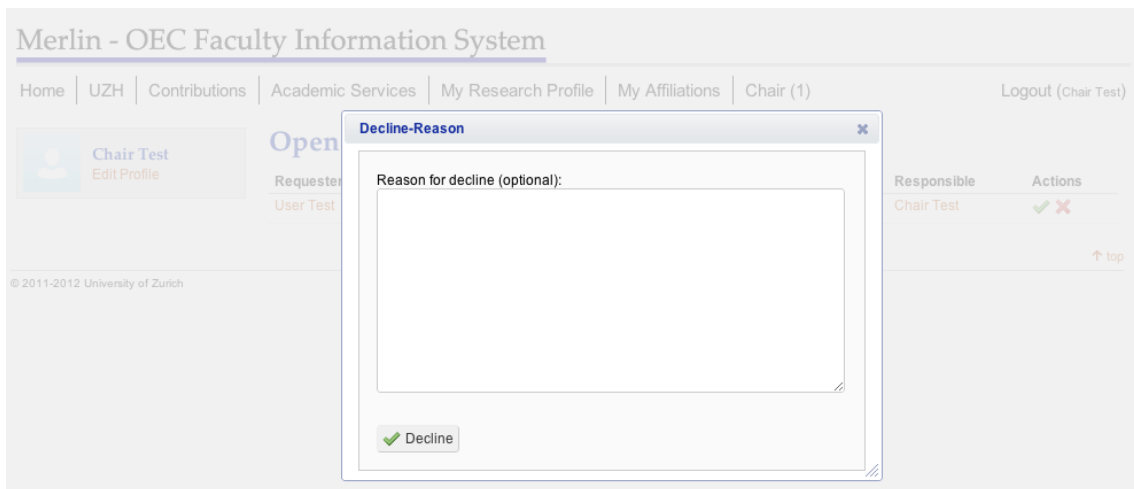 Merlin - OEC Faculty Information System
Home UZH Contributions Academic Services My Research Profile My Affiliations Chair (1) Logout (Chair Test)
Decline-Reason
Chair Test
Edit Profile
Open
Reason for decline (optional):
Requester Responsible Actions
User Test Chair Test
↑ top
© 2011-2012 University of Zurich
Decline